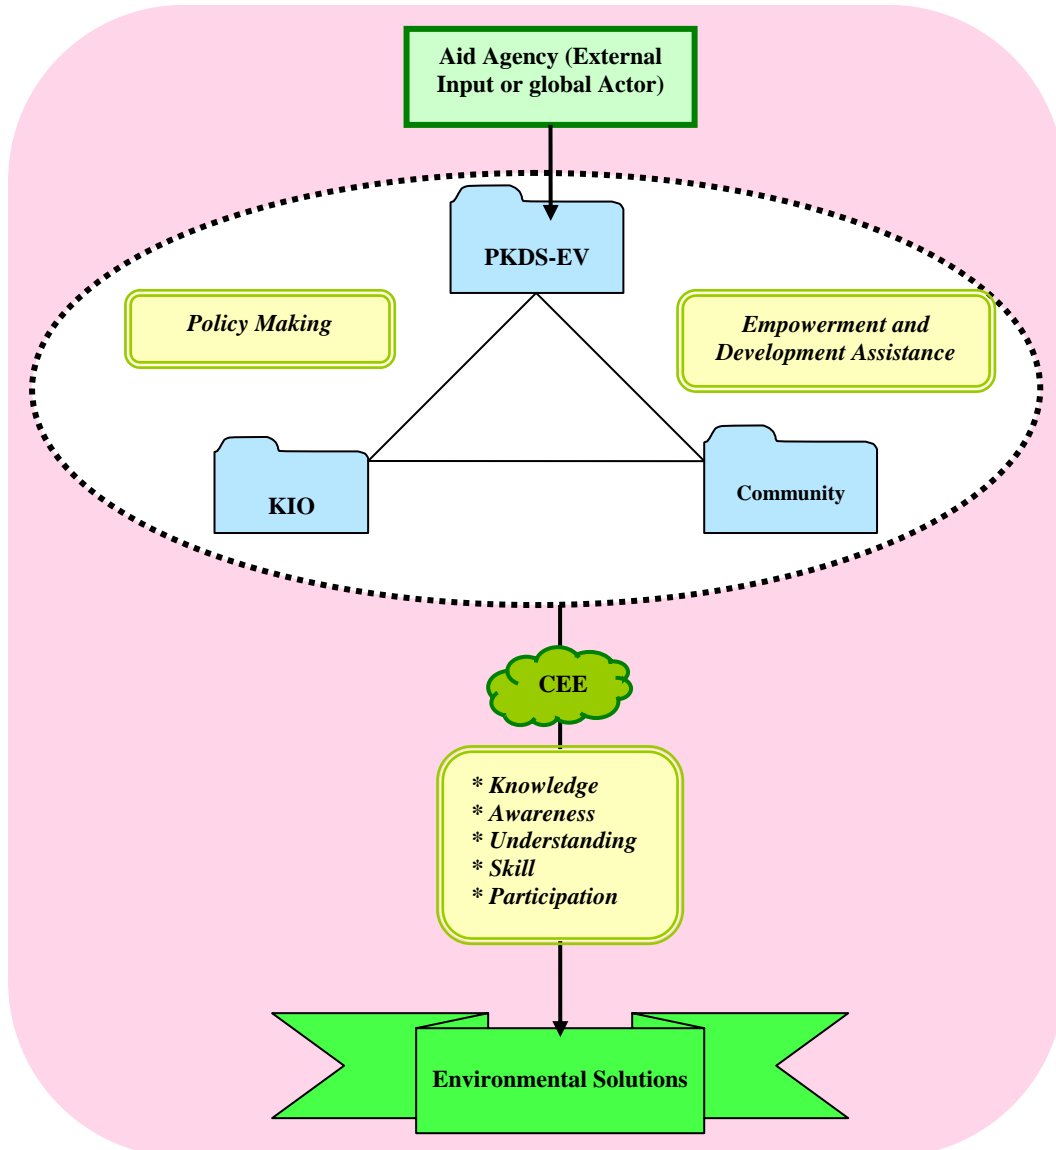 Aid Agency (External
Input or global Actor)
PKDS-EV
Policy Making
Empowerment and
Development Assistance
KIO
Community
CEE
* Knowledge
* Awareness
* Understanding
* Skill
* Participation
Environmental Solutions